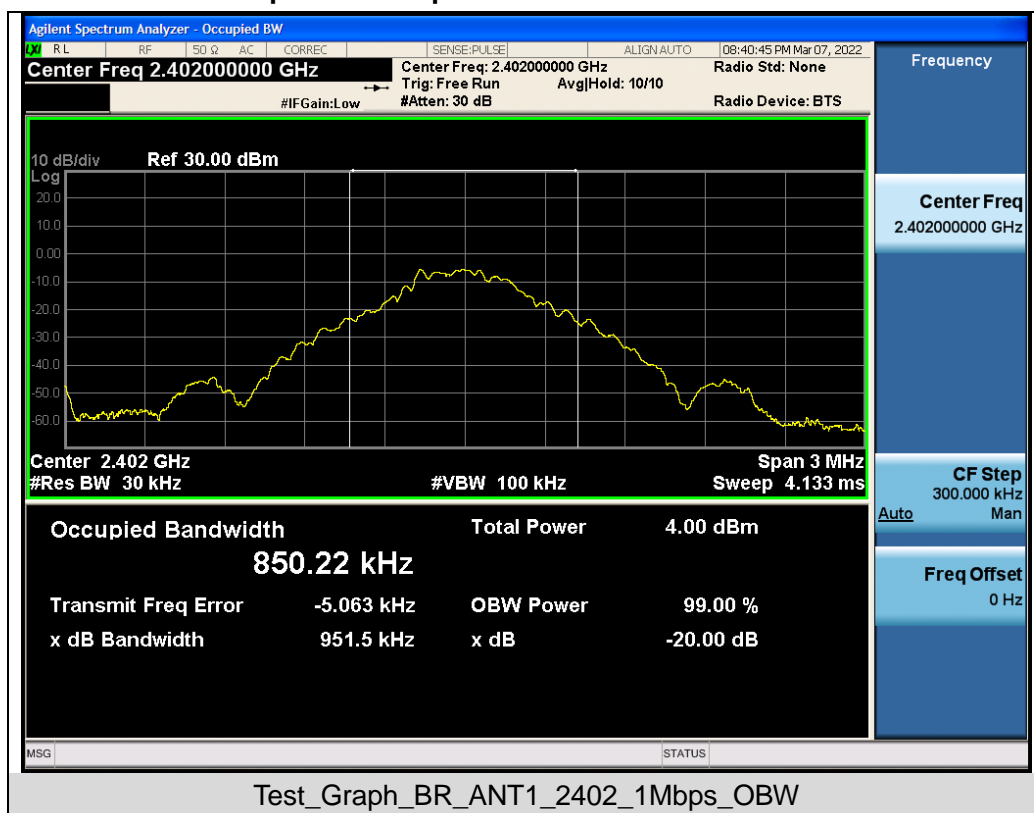 Agilent Spectrum Analyzer - Occupied BW
LXI RL RF 50 Ω AC CORREC SENSE:PULSE ALIGN AUTO 08:40:45 PM Mar 07, 2022
Center Freq 2.402000000 GHz
Center Freq: 2.402000000 GHz
Radio Std: None
Trig: Free Run Avg|Hold: 10/10
#IFGain:Low #Atten: 30 dB Radio Device: BTS
10 dB/div Ref 30.00 dBm
Log
20.0
10.0
0.00
-10.0
-20.0
-30.0
-40.0
-50.0
-60.0
Center 2.402 GHz Span 3 MHz
#Res BW 30 kHz #VBW 100 kHz Sweep 4.133 ms
Occupied Bandwidth Total Power 4.00 dBm
850.22 kHz
Transmit Freq Error -5.063 kHz OBW Power 99.00 %
x dB Bandwidth 951.5 kHz x dB -20.00 dB
MSG STATUS
Frequency
Center Freq
2.402000000 GHz
CF Step
300.000 kHz
Auto Man
Freq Offset
0 Hz
Test_Graph_BR_ANT1_2402_1Mbps_OBW